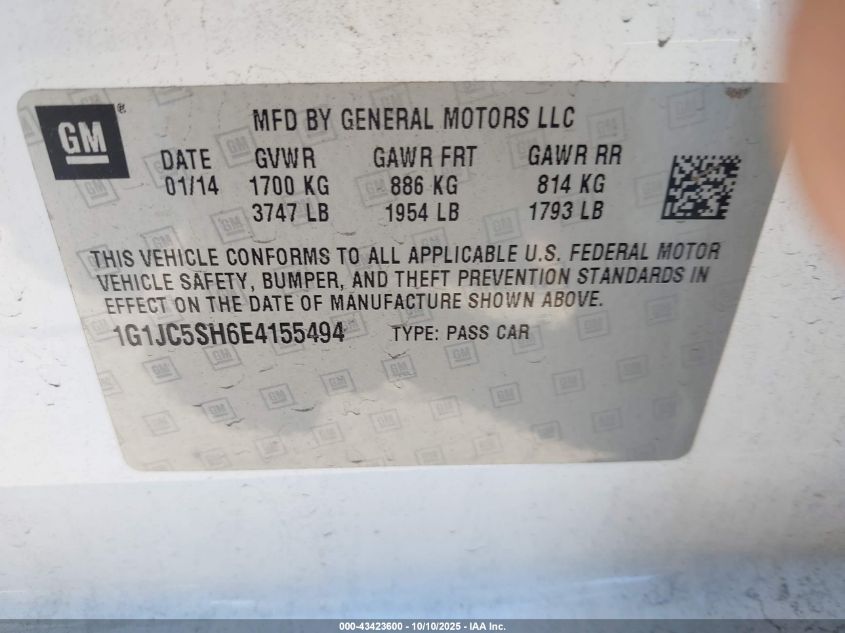 GM®
MFD BY GENERAL MOTORS LLC
DATE GVWR GAWR FRT GAWR RR
01/14 1700 KG 886 KG 814 KG
3747 LB 1954 LB 1793 LB
THIS VEHICLE CONFORMS TO ALL APPLICABLE U.S. FEDERAL MOTOR
VEHICLE SAFETY, BUMPER, AND THEFT PREVENTION STANDARDS IN
EFFECT ON THE DATE OF MANUFACTURE SHOWN ABOVE.
1G1JC5SH6E4155494 TYPE: PASS CAR
000-43423600 - 10/10/2025 - IAA Inc.